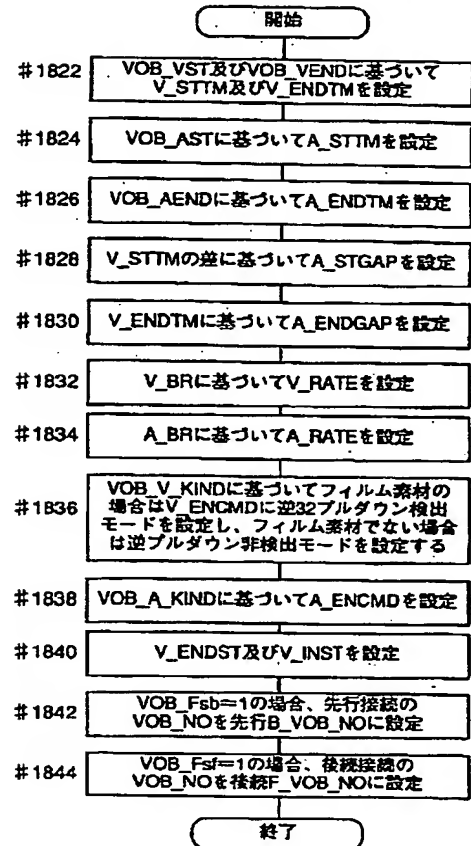 開始
#1822
VOB_VST及びVOB_VENDに基づいて
V_STTM及びV_ENDTMを設定
#1824
VOB_ASTに基づいてA_STTMを設定
#1826
VOB_AENDに基づいてA_ENDTMを設定
#1828
V_STTMの差に基づいてA_STGAPを設定
#1830
V_ENDTMに基づいてA_ENDGAPを設定
#1832
V_BRに基づいてV_RATEを設定
#1834
A_BRに基づいてA_RATEを設定
#1836
VOB_V_KINDに基づいてフィルム素材の
場合はV_ENCMDに逆32プルダウン検出
モードを設定し、フィルム素材でない場合
は逆プルダウン非検出モードを設定する
#1838
VOB_A_KINDに基づいてA_ENCMDを設定
#1840
V_ENDST及びV_INSTを設定
#1842
VOB_Fsb=1の場合、先行接続の
VOB_NOを先行B_VOB_NOに設定
#1844
VOB_Fsf=1の場合、後続接続の
VOB_NOを後続F_VOB_NOに設定
終了